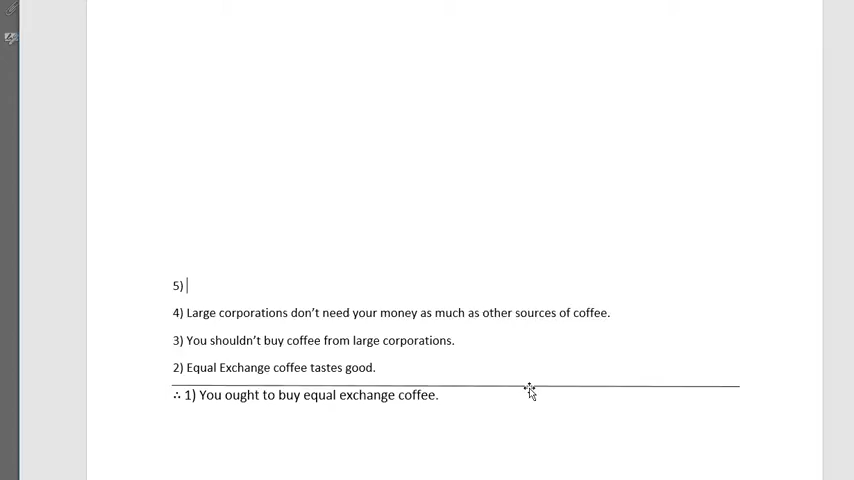 5)
4) Large corporations don’t need your money as much as other sources of coffee.
3) You shouldn’t buy coffee from large corporations.
2) Equal Exchange coffee tastes good.
∴ 1) You ought to buy equal exchange coffee.